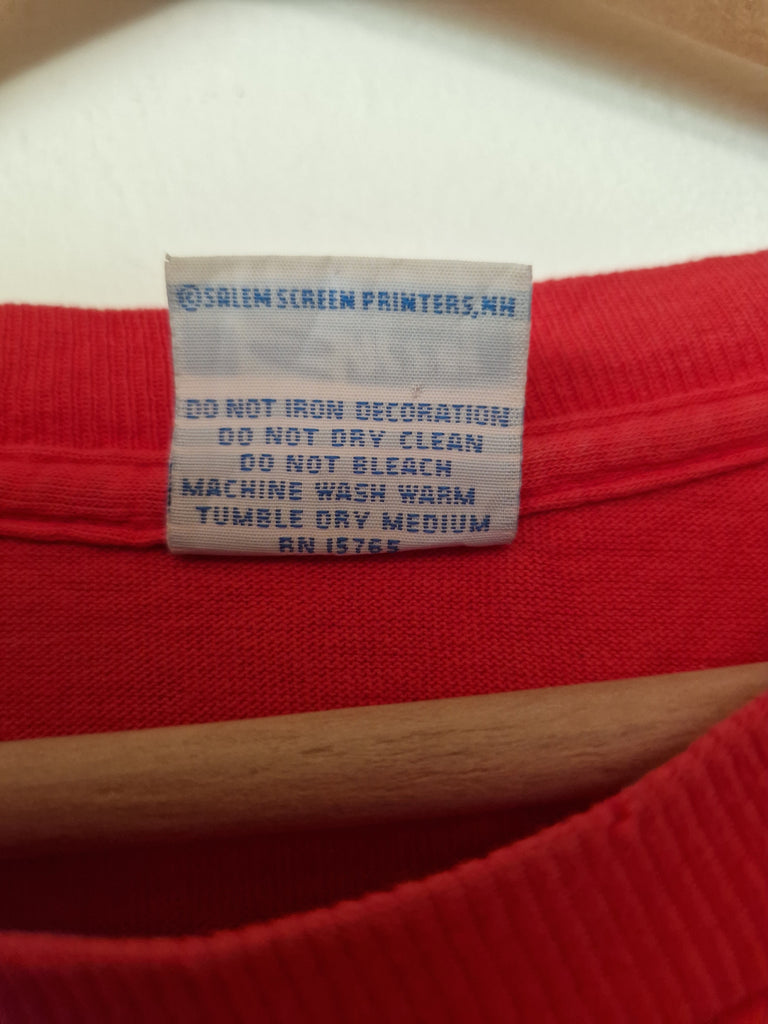 ©SALEM SCREEN PRINTERS,NH
DO NOT IRON DECORATION
DO NOT DRY CLEAN
DO NOT BLEACH
MACHINE WASH WARM
TUMBLE DRY MEDIUM
RN 15765